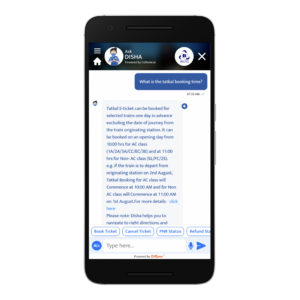 Ask
DISHA
Powered by CoRover
What is the tatkal booking time?
Tatkal E-ticket can be booked for
selected trains one day in advance
excluding the date of journey from
the train originating station. It can
be booked on an opening day from
10:00 hrs for AC class
(1A/2A/3A/CC/EC/3E) and at 11:00
hrs for Non-AC class (SL/FC/2S).
e.g. If the train is to depart from
originating station on 2nd August,
Tatkal Booking for AC class will
Commence at 10:00 AM and for Non
AC class will Commence at 11:00 AM
on 1st August For more details - click
here
Please note: Disha helps you to
navigate to right directions and
Book Ticket Cancel Ticket PNR Status Refund Sta
Type here...
Powered by